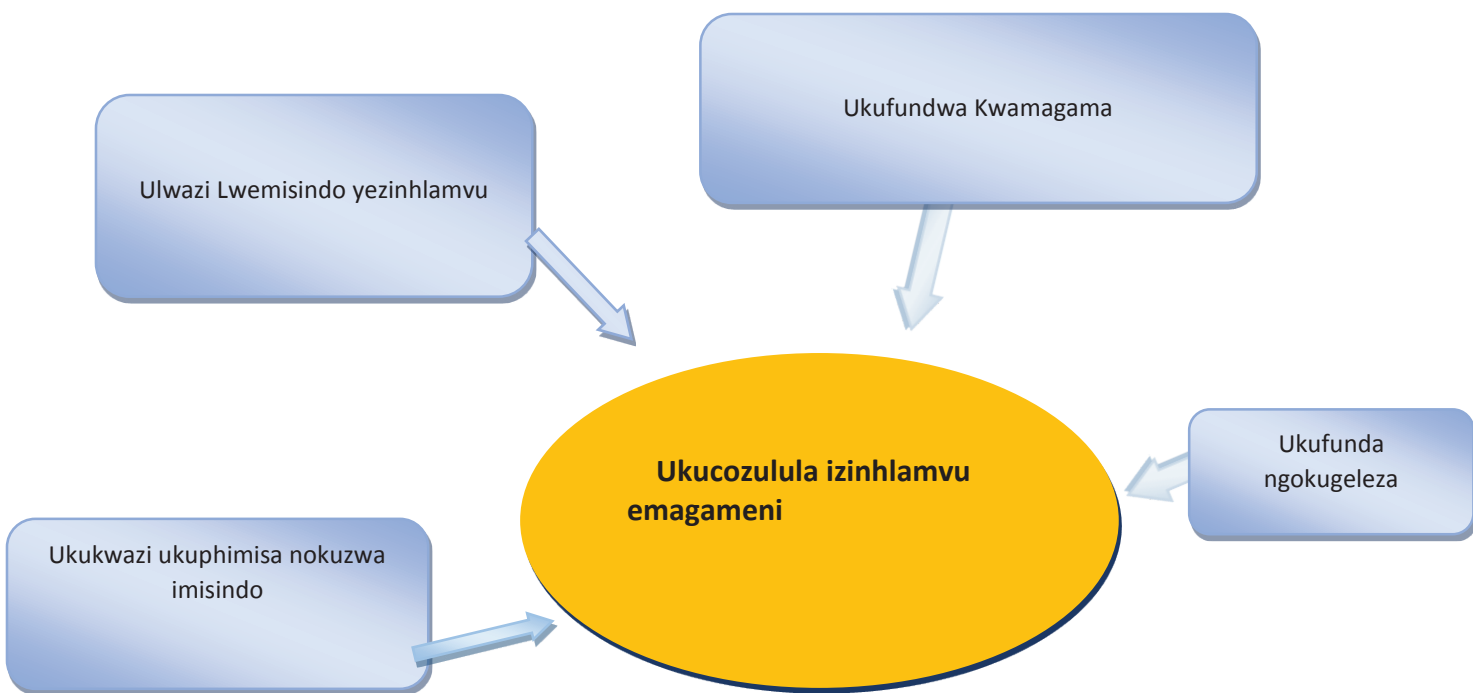 Ukufundwa Kwamagama
Ulwazi Lwemisindo yezinhlamvu
Ukufunda
ngokugeleza
Ukucozulula izinhlamvu
emagameni
Ukukwazi ukuphimisa nokuzwa
imisindo